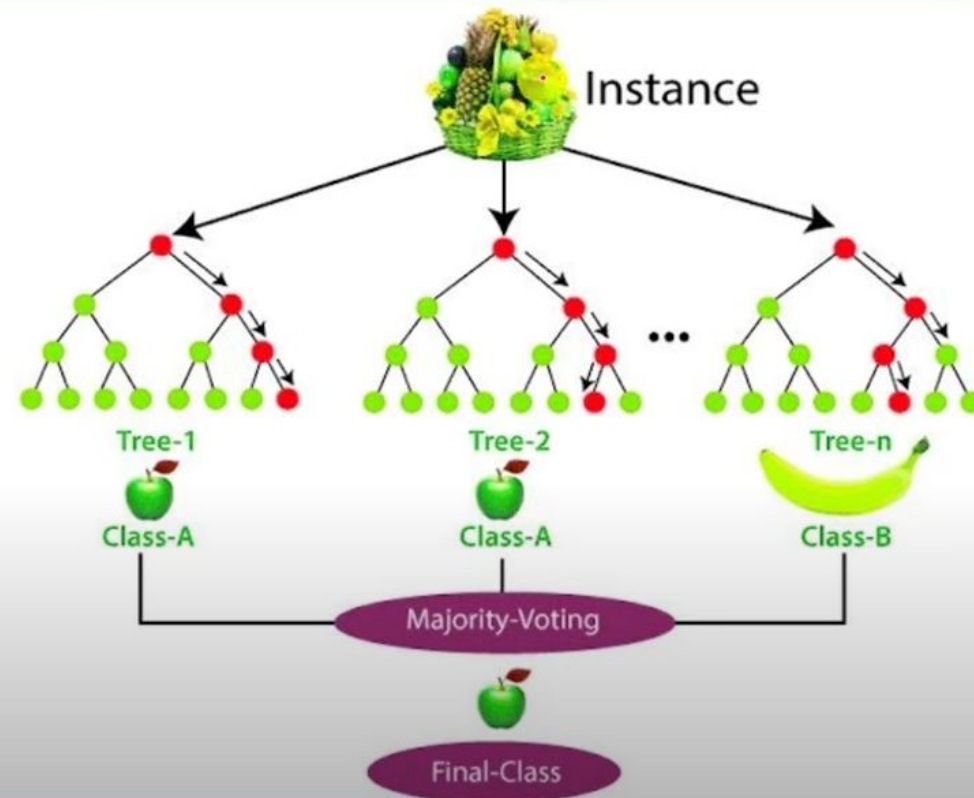 Instance
...
Tree-1
Tree-2
Tree-n
Class-A
Class-A
Class-B
Majority-Voting
Final-Class